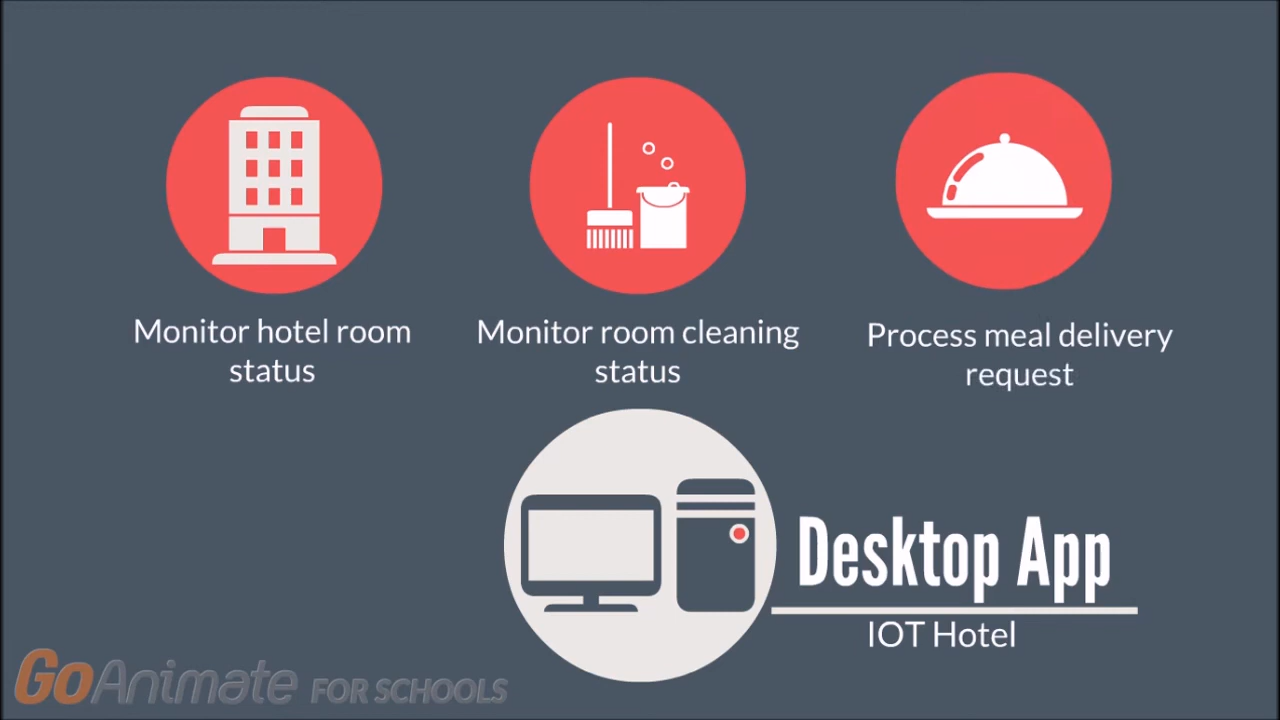 Monitor hotel room
status
Monitor room cleaning
status
Process meal delivery
request
Desktop App
IOT Hotel
GoAnimate FOR SCHOOLS